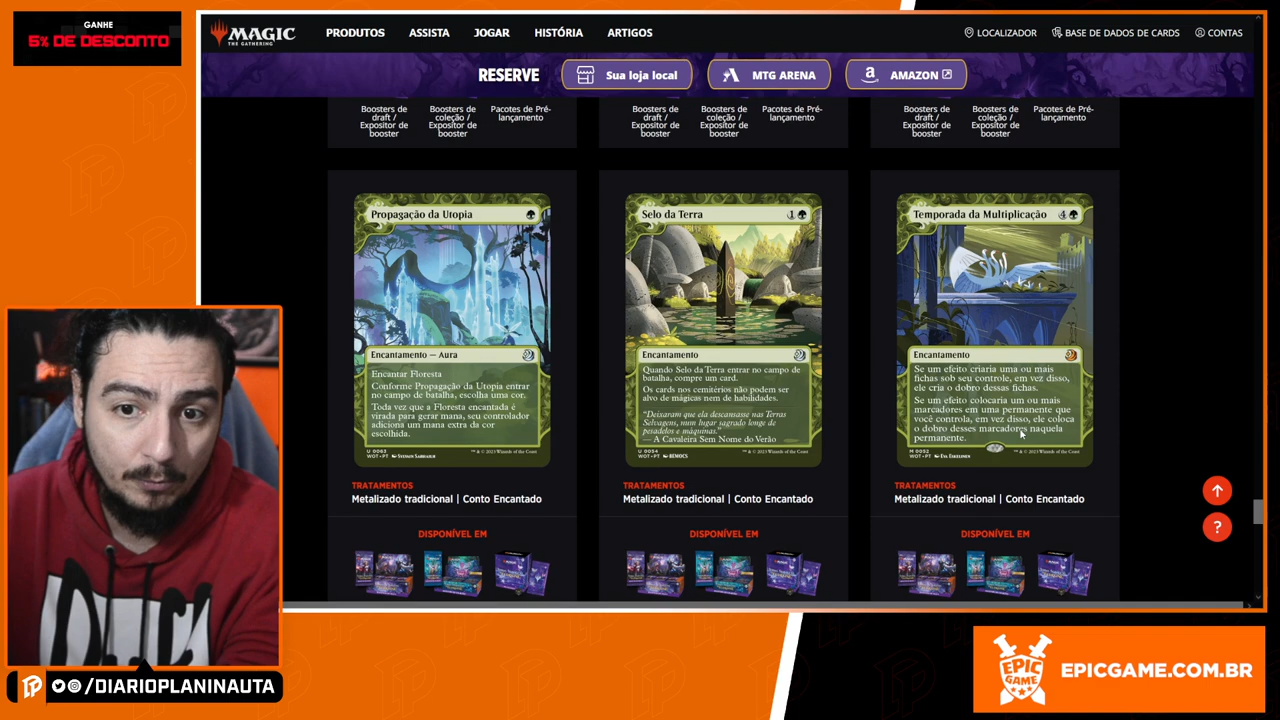 GANHE
5% DE DESCONTO
MAGIC
THE GATHERING
PRODUTOS
ASSISTA
JOGAR
HISTÓRIA
ARTIGOS
LOCALIZADOR
BASE DE DADOS DE CARDS
CONTAS
RESERVE
Sua loja local
MTG ARENA
AMAZON
Boosters de
draft /
Expositor de
booster
Boosters de
coleção /
Expositor de
booster
Pacotes de Pré-
lançamento
Boosters de
draft /
Expositor de
booster
Boosters de
coleção /
Expositor de
booster
Pacotes de Pré-
lançamento
Boosters de
draft /
Expositor de
booster
Boosters de
coleção /
Expositor de
booster
Pacotes de Pré-
lançamento
Propagação da Utopia
Encantamento — Aura
Encantar Floresta
Conforme Propagação da Utopia entrar
no campo de batalha, escolha uma cor.
Toda vez que a Floresta encantada é
virada para gerar mana, seu controlador
adiciona um mana extra da cor
escolhida.
TRATAMENTOS
Metalizado tradicional | Conto Encantado
DISPONÍVEL EM
Selo da Terra
1
Encantamento
Quando Selo da Terra entrar no campo de
batalha, compre um card.
Os cards nos cemitérios não podem ser
alvo de mágicas nem de habilidades.
"Deixaram que ela descansasse nas Terras
Selvagens, num lugar sagrado longe de
pesadelos e máquinas."
— A Cavaleira Sem Nome do Verão
TRATAMENTOS
Metalizado tradicional | Conto Encantado
DISPONÍVEL EM
Temporada da Multiplicação
4
Encantamento
Se um efeito criaria uma ou mais
fichas sob seu controle, em vez disso,
ele cria o dobro dessas fichas.
Se um efeito colocaria um ou mais
marcadores em uma permanente que
você controla, em vez disso, ele coloca
o dobro desses marcadores naquela
permanente.
TRATAMENTOS
Metalizado tradicional | Conto Encantado
DISPONÍVEL EM
?
/DIARIOPLANINAUTA
EPIC
GAME
EPICGAME.COM.BR